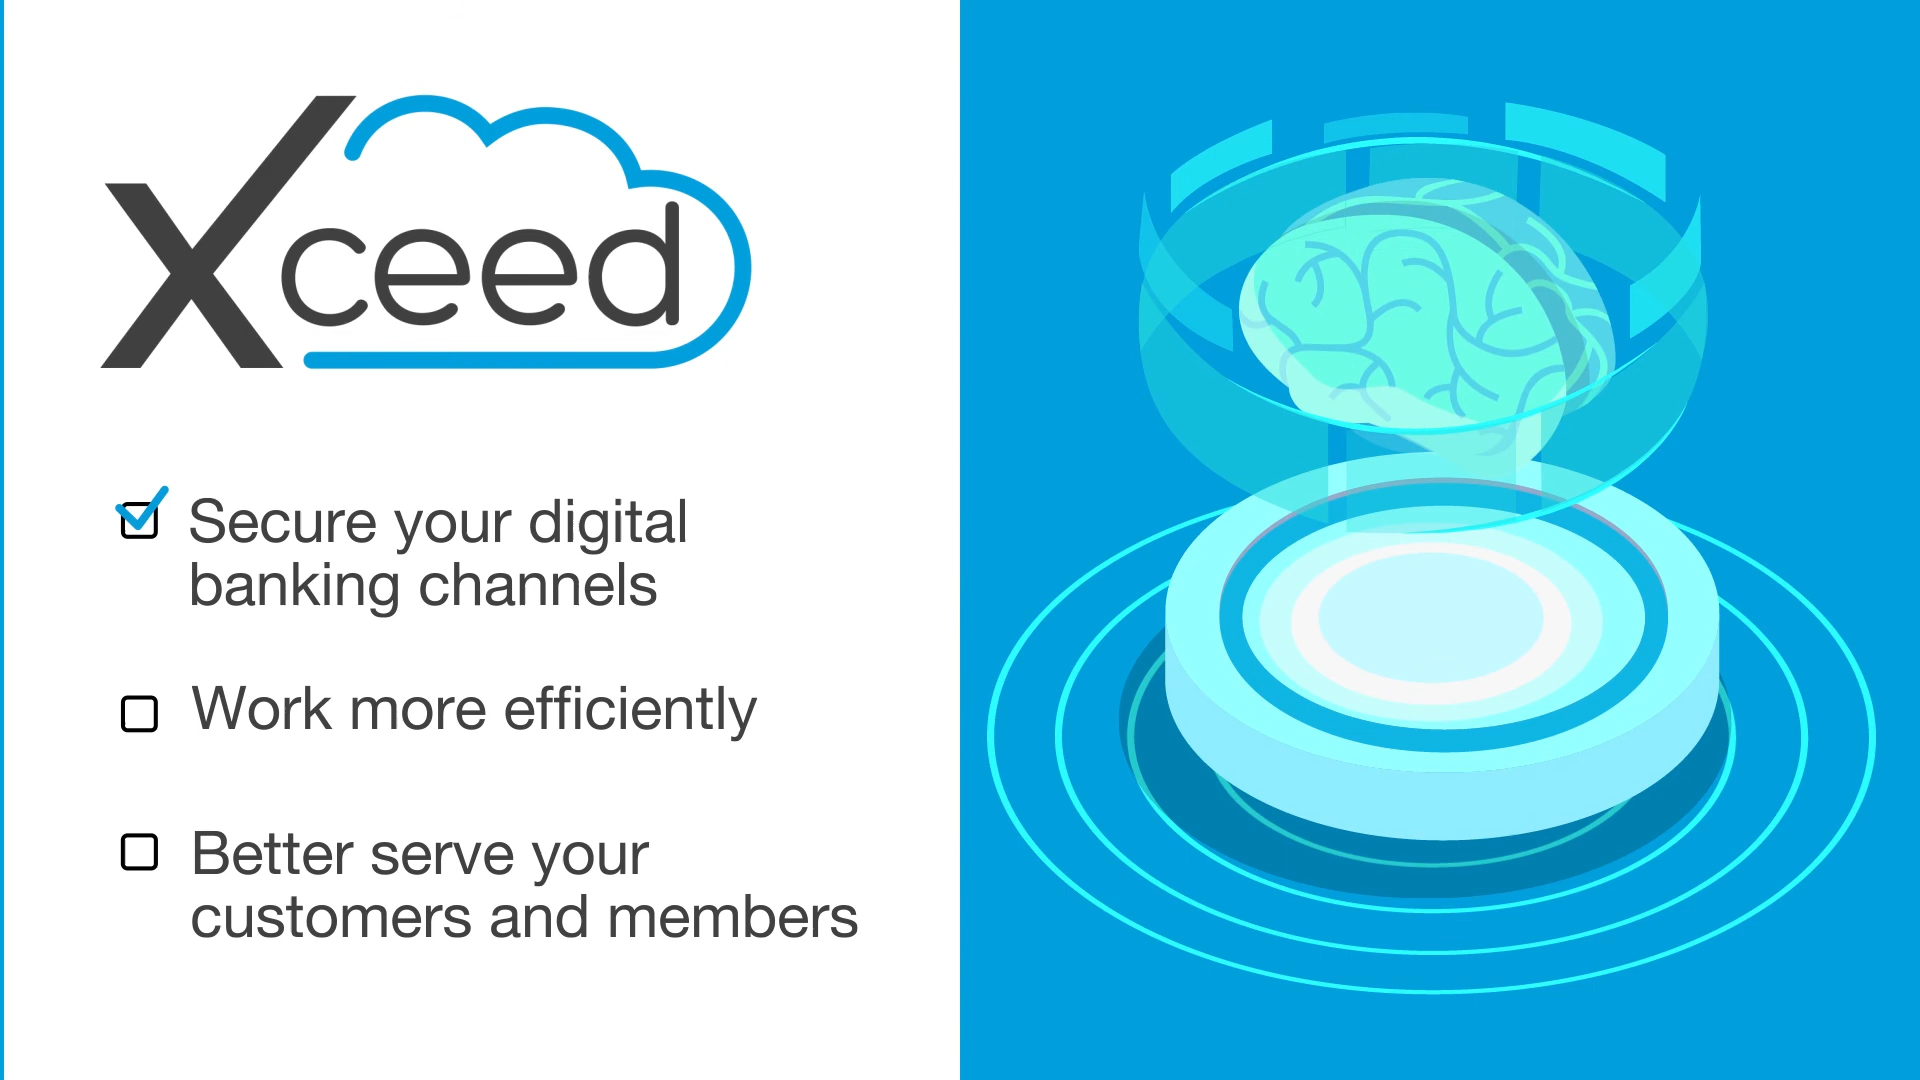 Xceed
Secure your digital
banking channels
Work more efficiently
Better serve your
customers and members